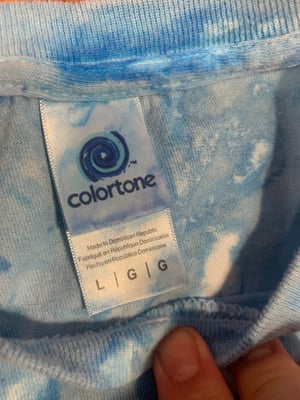 colortone
Made in Dominican Republic
Fabriqué en République Dominicaine
Hecho en República Dominicana
L | G | G